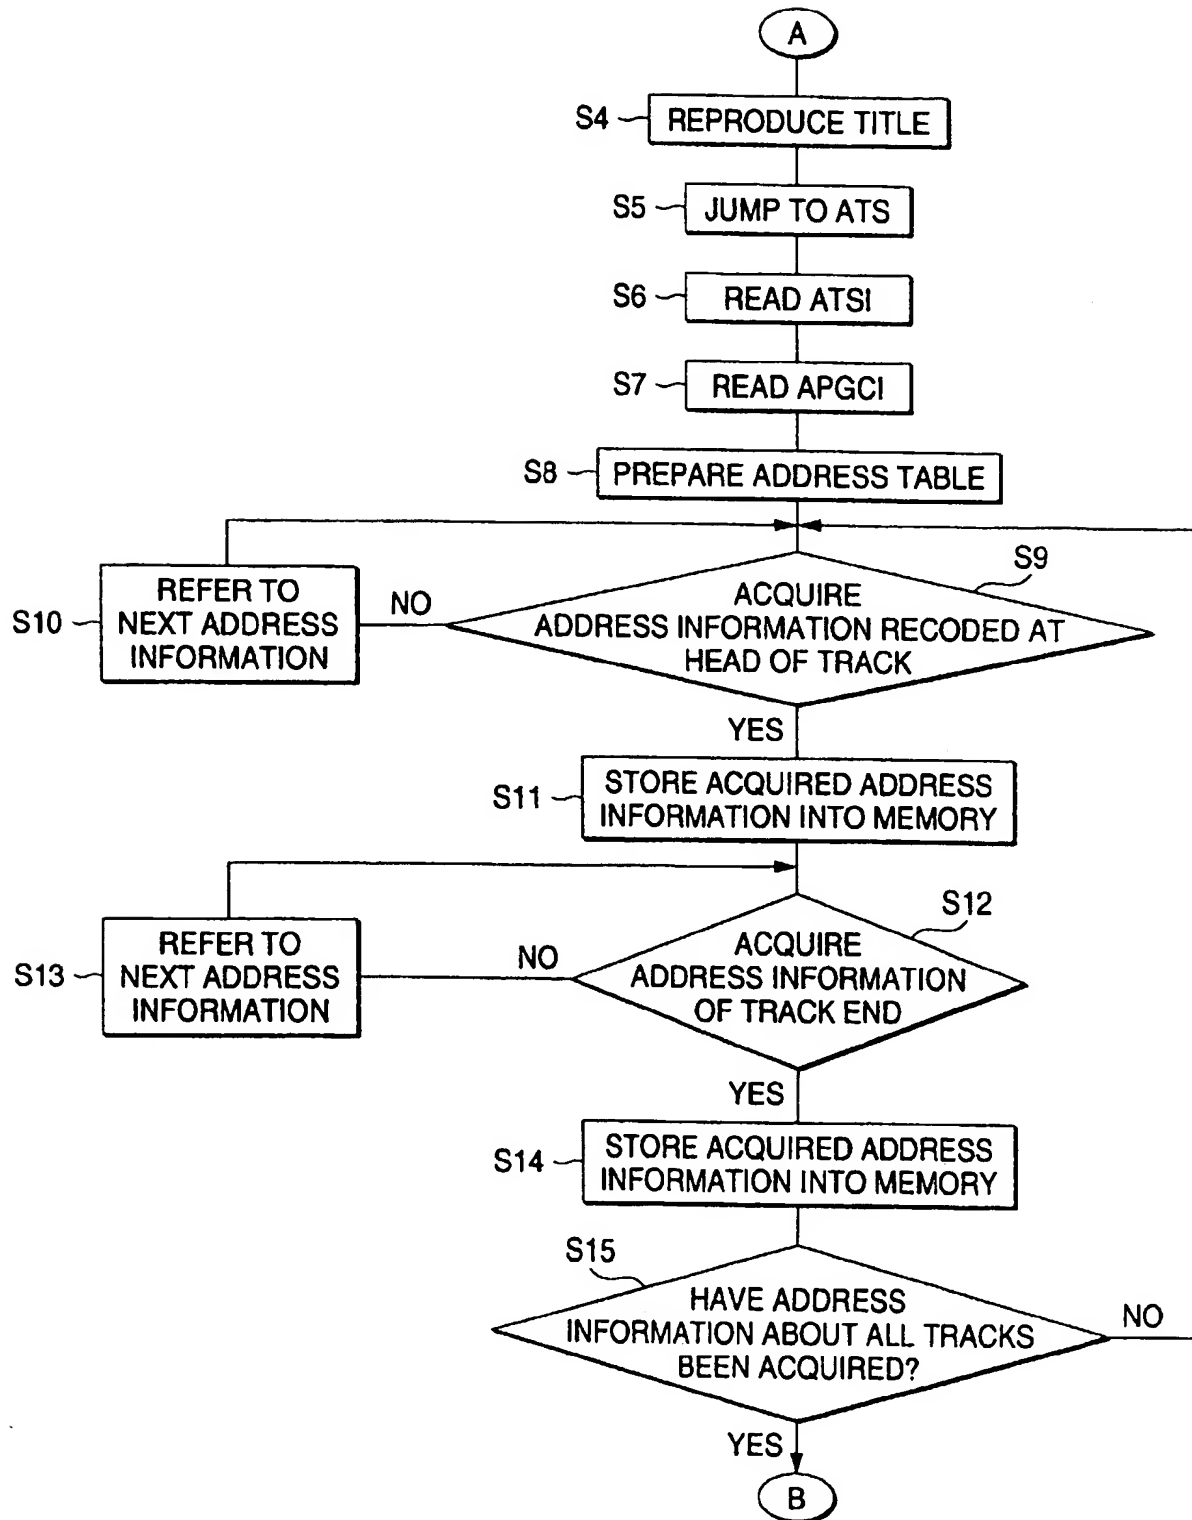 A
S4
REPRODUCE TITLE
S5
JUMP TO ATS
S6
READ ATSI
S7
READ APGCI
S8
PREPARE ADDRESS TABLE
S9
ACQUIRE
ADDRESS INFORMATION RECODED AT
HEAD OF TRACK
NO
S10
REFER TO
NEXT ADDRESS
INFORMATION
YES
S11
STORE ACQUIRED ADDRESS
INFORMATION INTO MEMORY
S12
ACQUIRE
ADDRESS INFORMATION
OF TRACK END
NO
S13
REFER TO
NEXT ADDRESS
INFORMATION
YES
S14
STORE ACQUIRED ADDRESS
INFORMATION INTO MEMORY
S15
HAVE ADDRESS
INFORMATION ABOUT ALL TRACKS
BEEN ACQUIRED?
NO
YES
B